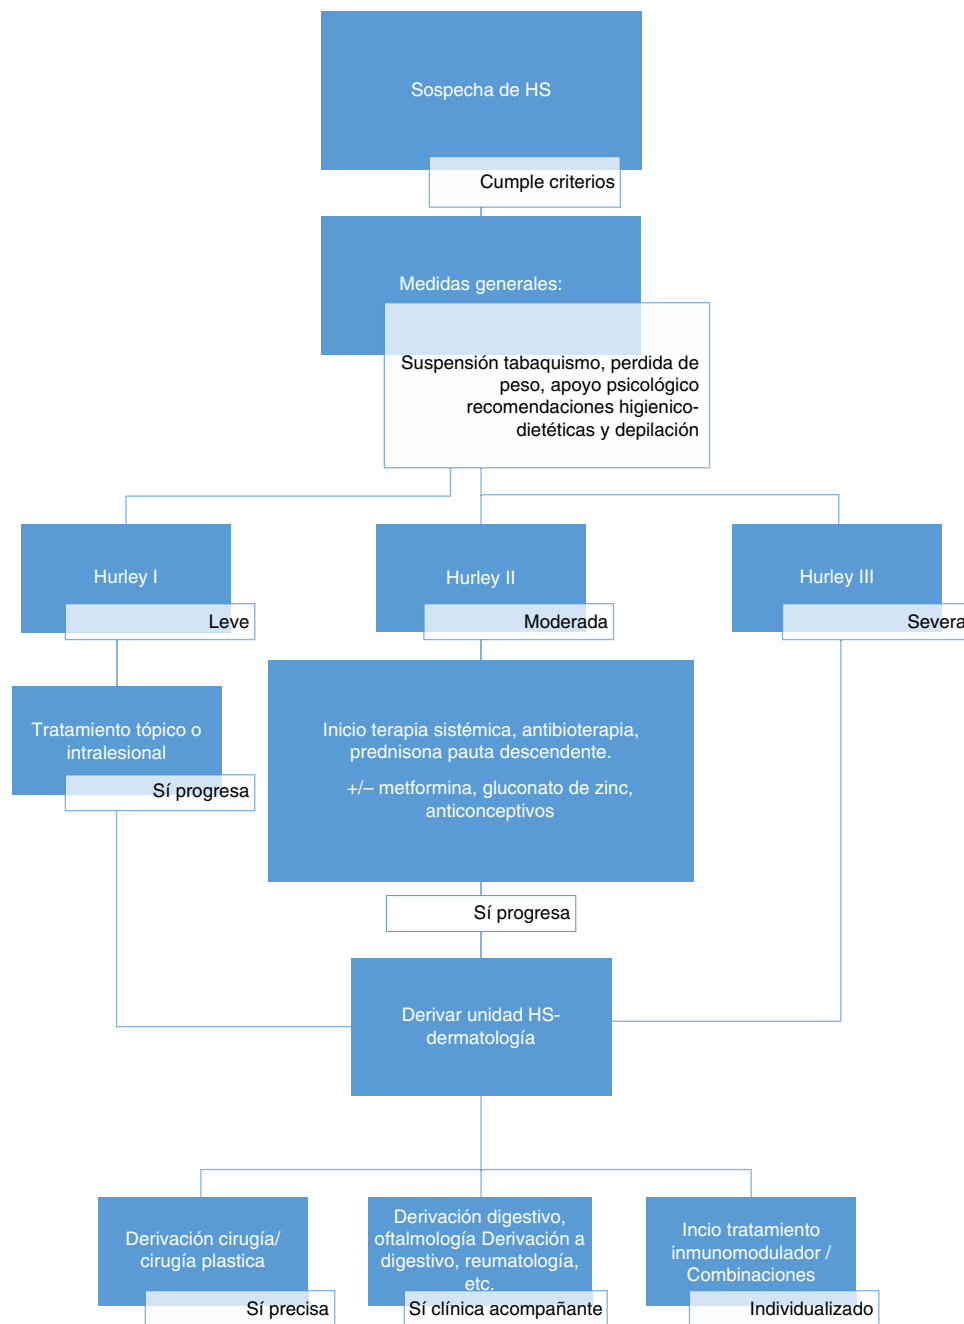 Sospecha de HS
Cumple criterios
Medidas generales:
Suspensión tabaquismo, perdida de
peso, apoyo psicológico
recomendaciones higienico-
dietéticas y depilación
Hurley I
Leve
Hurley II
Moderada
Hurley III
Severa
Tratamiento tópico o
intralesional
Sí progresa
Inicio terapia sistémica, antibioterapia,
prednisona pauta descendente.
+/– metformina, gluconato de zinc,
anticonceptivos
Sí progresa
Derivar unidad HS-
dermatología
Derivación cirugía/
cirugía plastica
Sí precisa
Derivación digestivo,
oftalmología Derivación a
digestivo, reumatología,
etc.
Sí clínica acompañante
Incio tratamiento
inmunomodulador /
Combinaciones
Individualizado